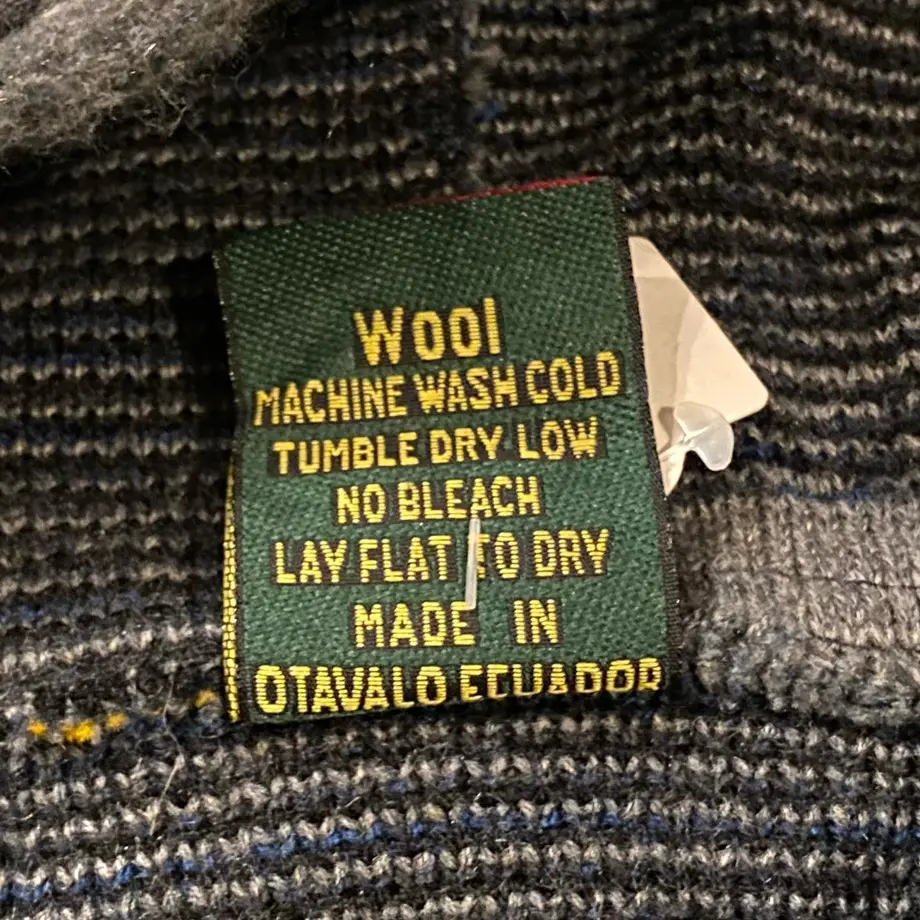 Wool
MACHINE WASH COLD
TUMBLE DRY LOW
NO BLEACH
LAY FLAT TO DRY
MADE IN
OTAVALO ECUADOR